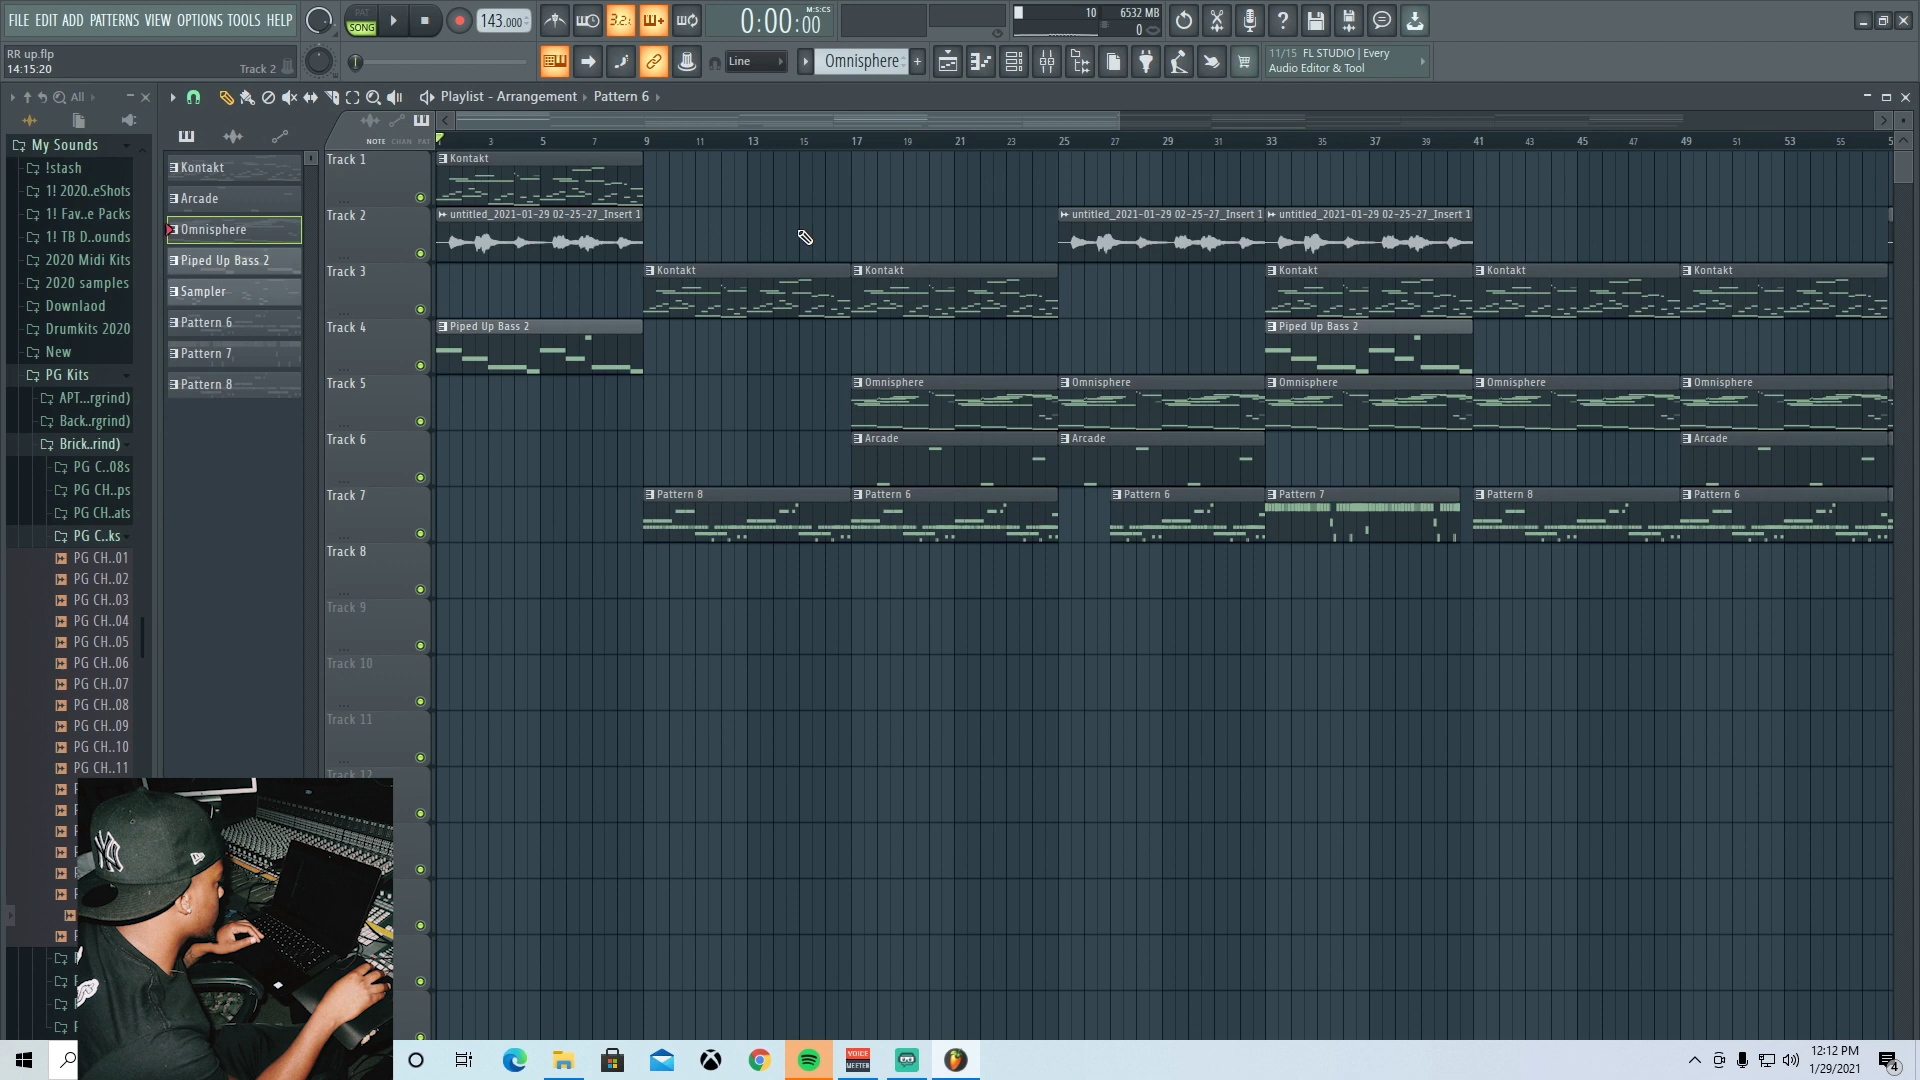 FILE EDIT ADD PATTERNS VIEW OPTIONS TOOLS HELP
PAT
SONG
143.000
3.2.
0:00:00
M:S:CS
10
6532 MB
0
RR up.flp
14:15:20
Track 2
Line
Omnisphere
11/15 FL STUDIO | Every
Audio Editor & Tool
All
Playlist - Arrangement
Pattern 6
NOTE CHAN PAT
3 5 7 9 11 13 15 17 19 21 23 25 27 29 31 33 35 37 39 41 43 45 47 49 51 53 55
My Sounds
!stash
1! 2020..eShots
1! Fav..e Packs
1! TB D..ounds
2020 Midi Kits
2020 samples
Downlaod
Drumkits 2020
New
PG Kits
APT...rgrind)
Back..rgrind)
Brick..rind)
PG C..08s
PG CH..ps
PG CH..ats
PG C..ks
PG CH..01
PG CH..02
PG CH..03
PG CH..04
PG CH..05
PG CH..06
PG CH..07
PG CH..08
PG CH..09
PG CH..10
PG CH..11
Kontakt
Arcade
Omnisphere
Piped Up Bass 2
Sampler
Pattern 6
Pattern 7
Pattern 8
Track 1
Kontakt
Track 2
untitled_2021-01-29 02-25-27_Insert 1
untitled_2021-01-29 02-25-27_Insert 1
untitled_2021-01-29 02-25-27_Insert 1
Track 3
Kontakt
Kontakt
Kontakt
Kontakt
Kontakt
Track 4
Piped Up Bass 2
Piped Up Bass 2
Track 5
Omnisphere
Omnisphere
Omnisphere
Omnisphere
Omnisphere
Track 6
Arcade
Arcade
Arcade
Track 7
Pattern 8
Pattern 6
Pattern 6
Pattern 7
Pattern 8
Pattern 6
Track 8
Track 9
Track 10
Track 11
Track 12
NY
VOICE
MEETER
12:12 PM
1/29/2021
4